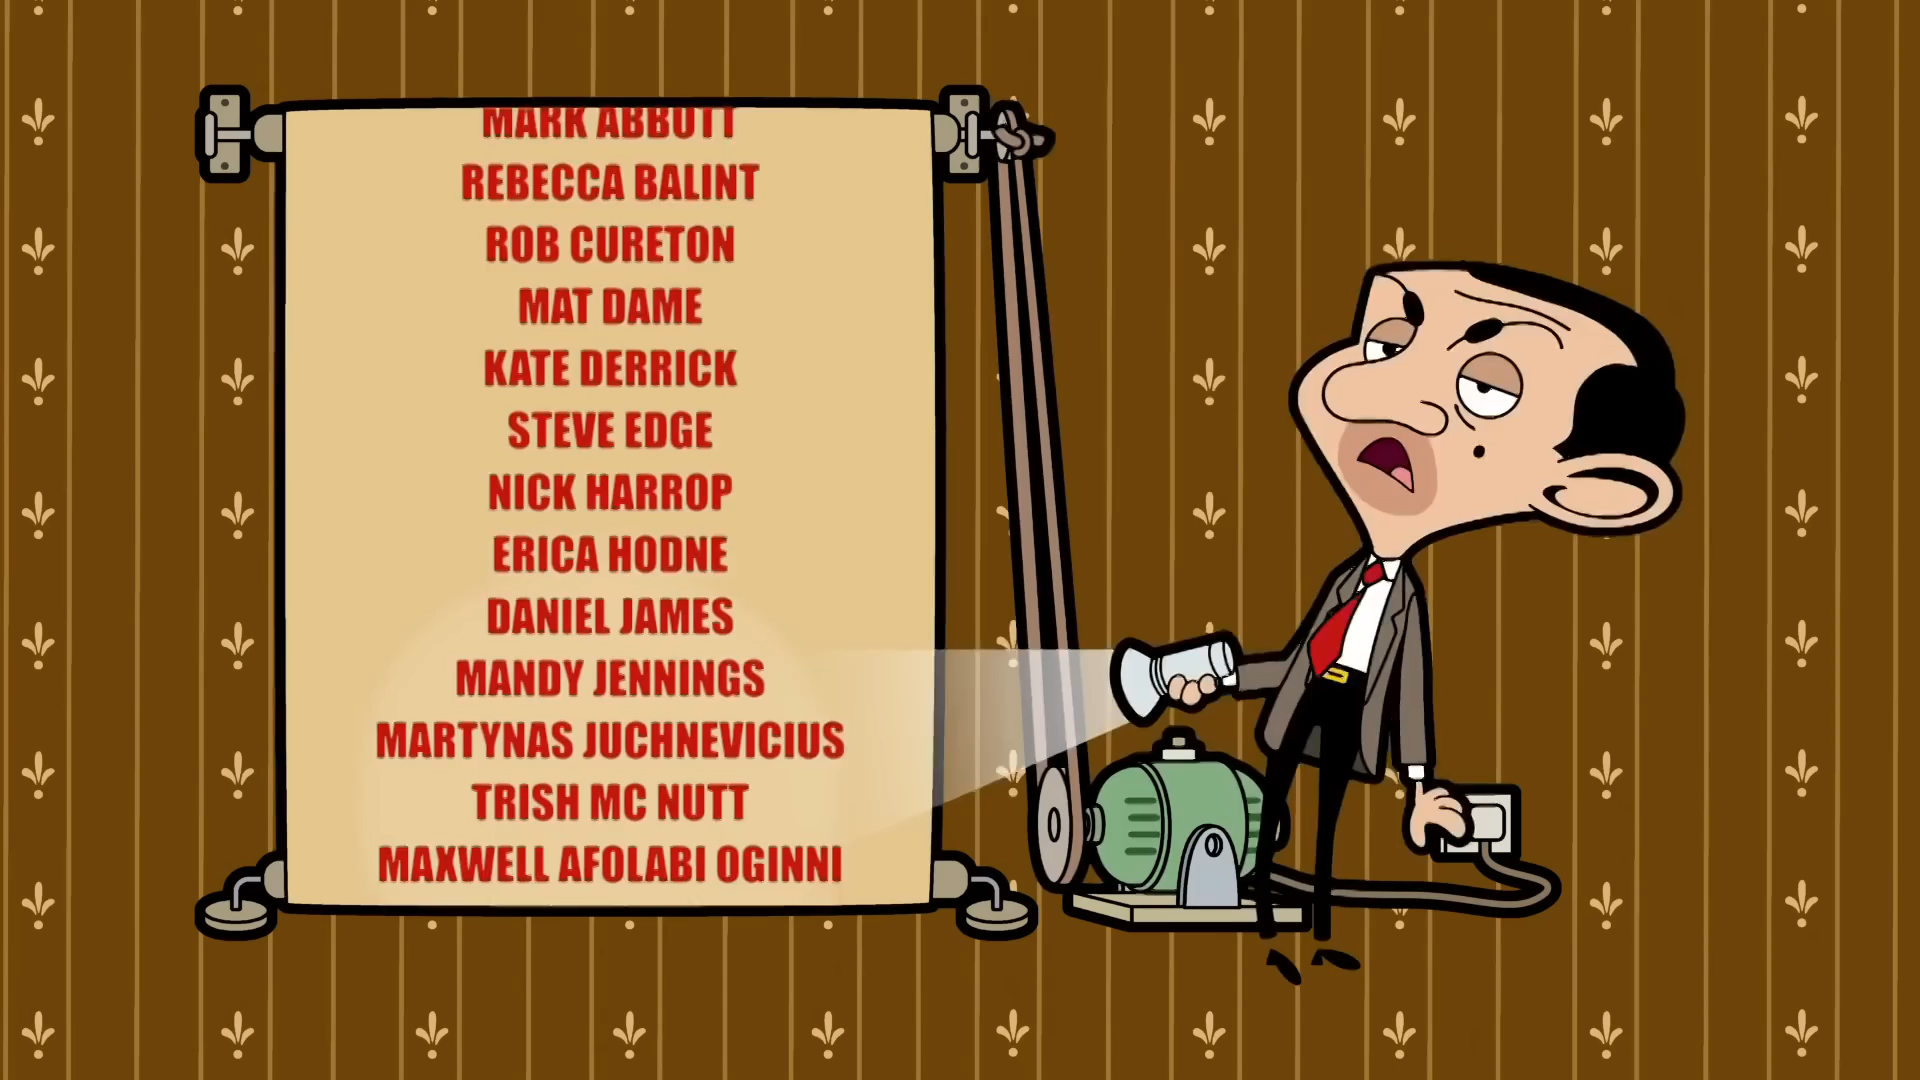 MARK ABBOTT
REBECCA BALINT
ROB CURETON
MAT DAME
KATE DERRICK
STEVE EDGE
NICK HARROP
ERICA HODNE
DANIEL JAMES
MANDY JENNINGS
MARTYNAS JUCHNEVICIUS
TRISH MC NUTT
MAXWELL AFOLABI OGINNI